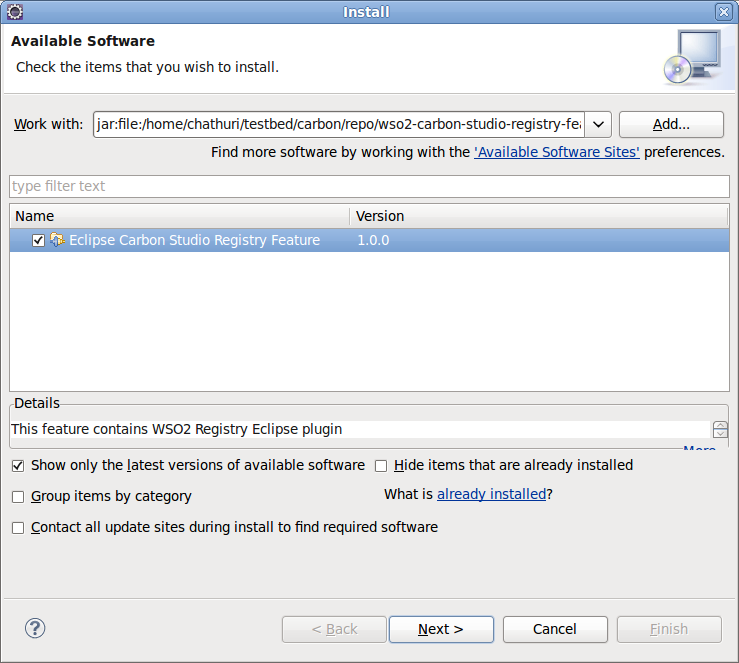 Install
Available Software
Check the items that you wish to install.
Work with: jar:file:/home/chathuri/testbed/carbon/repo/wso2-carbon-studio-registry-fea Add...
Find more software by working with the 'Available Software Sites' preferences.
type filter text
Name Version
Eclipse Carbon Studio Registry Feature 1.0.0
Details
This feature contains WSO2 Registry Eclipse plugin
More...
Show only the latest versions of available software Hide items that are already installed
Group items by category What is already installed?
Contact all update sites during install to find required software
? < Back Next > Cancel Finish